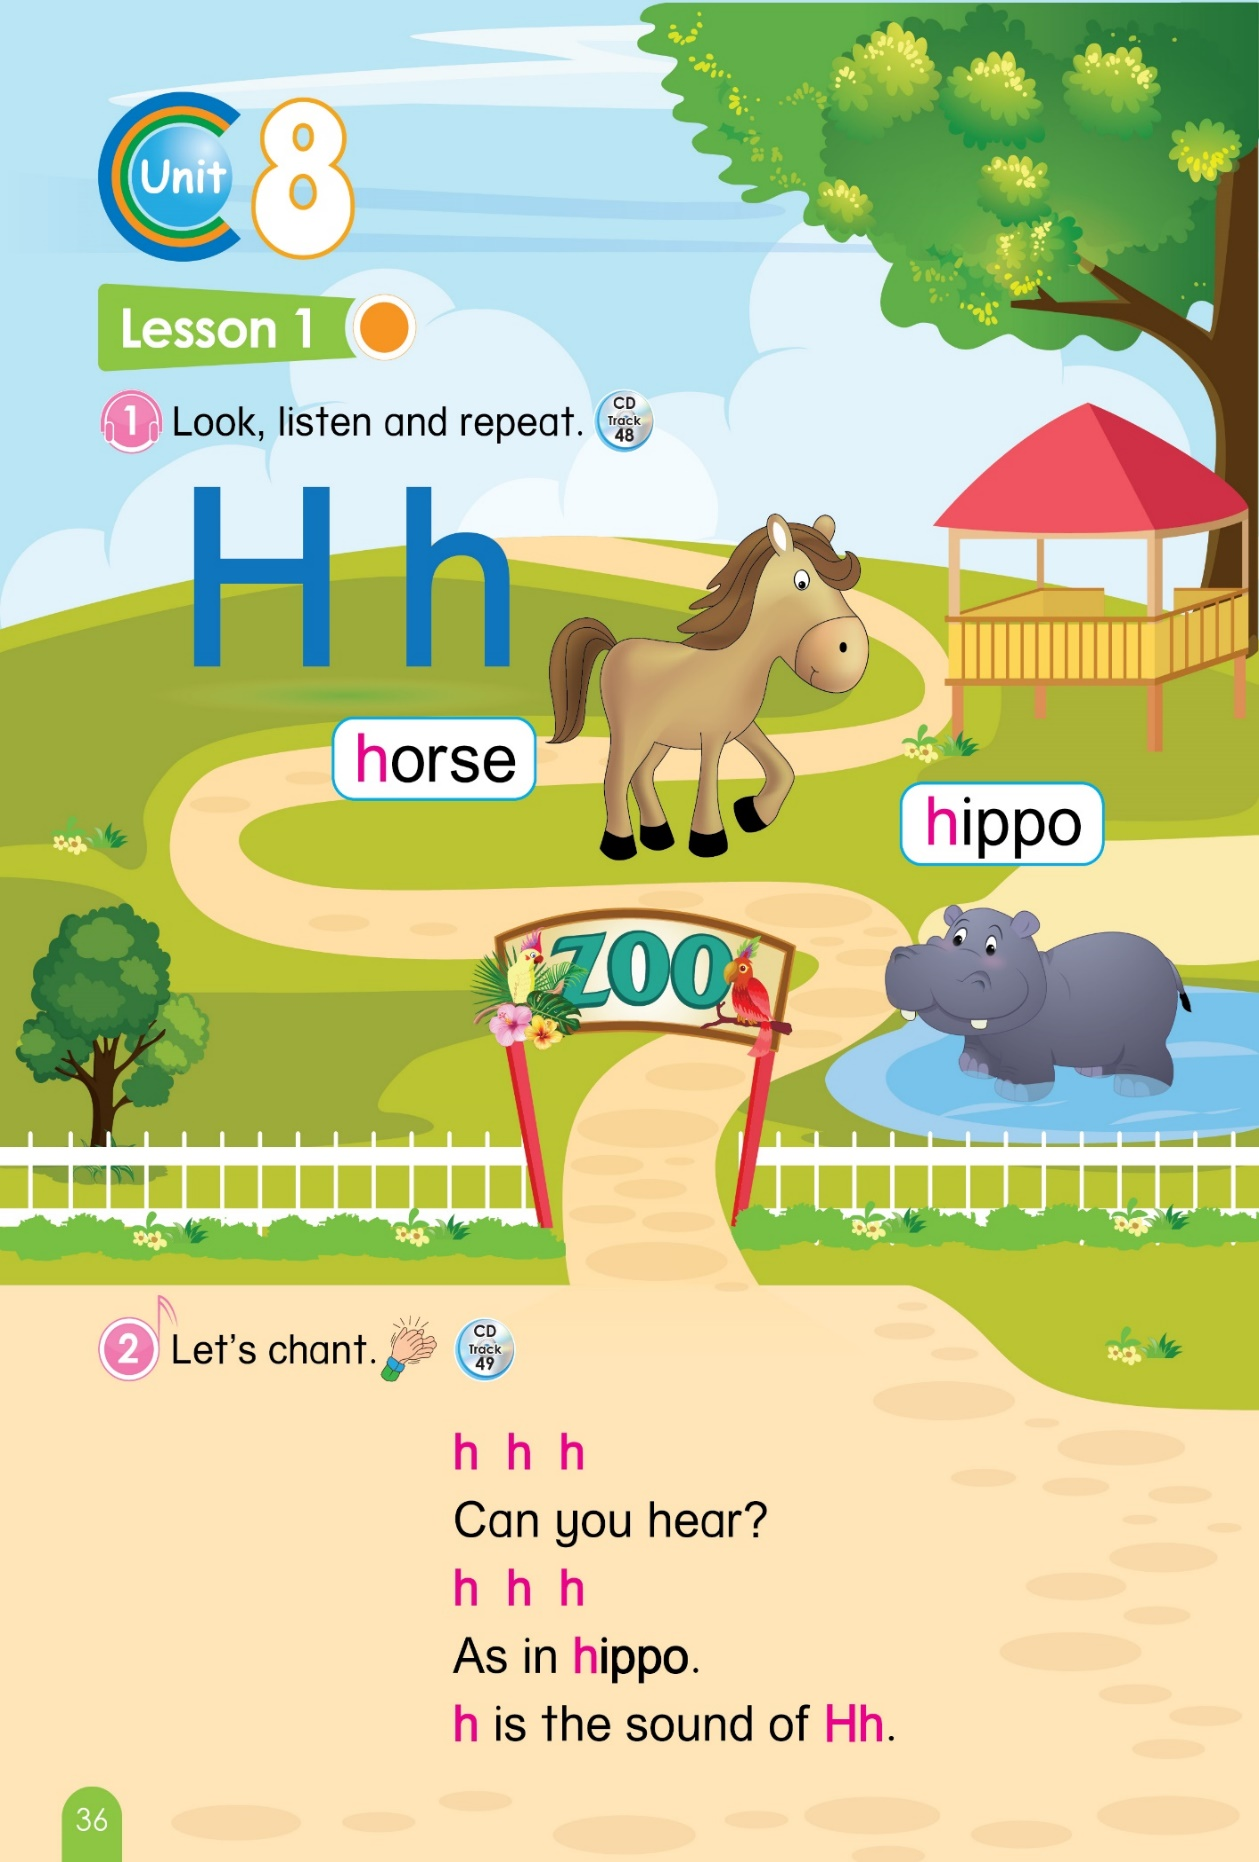 Unit 8
Lesson 1
1 Look, listen and repeat. CD Track 48
H h
horse
hippo
ZOO
2 Let's chant. CD Track 49
h h h
Can you hear?
h h h
As in hippo.
h is the sound of Hh.
36